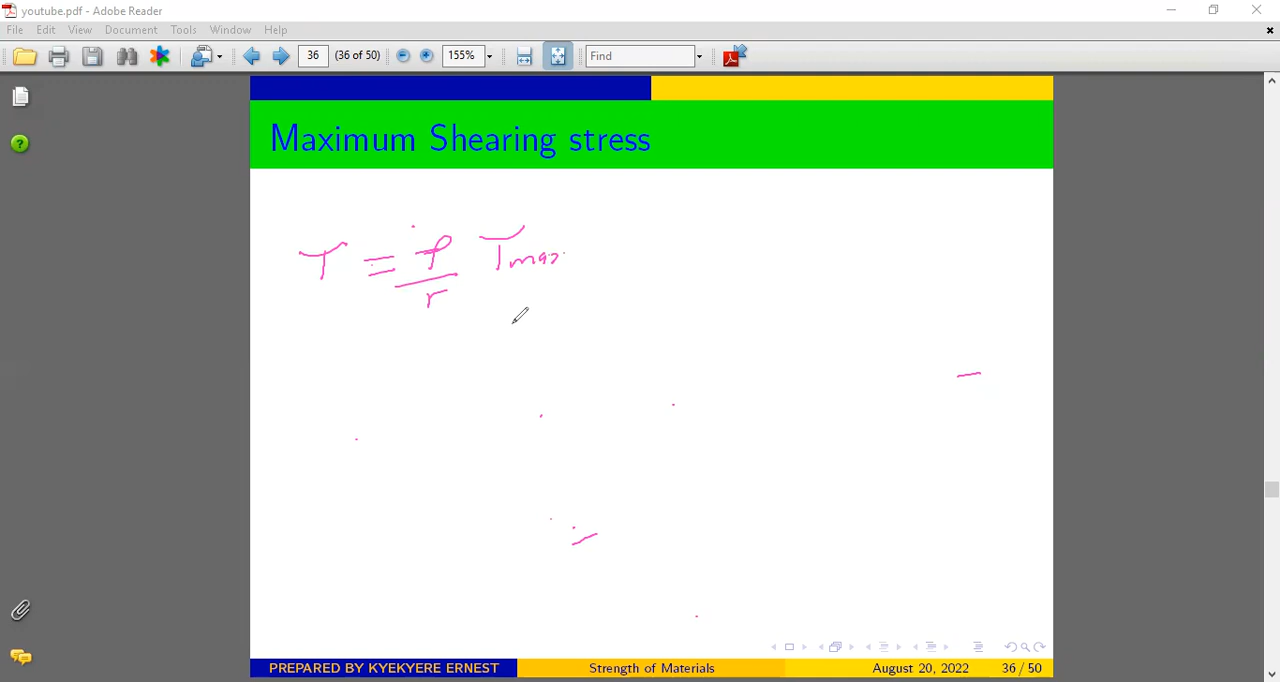 youtube.pdf - Adobe Reader
File Edit View Document Tools Window Help
36 (36 of 50) 155% Find
Maximum Shearing stress
τ = ρ/r τmax
PREPARED BY KYEKYERE ERNEST Strength of Materials August 20, 2022 36 / 50